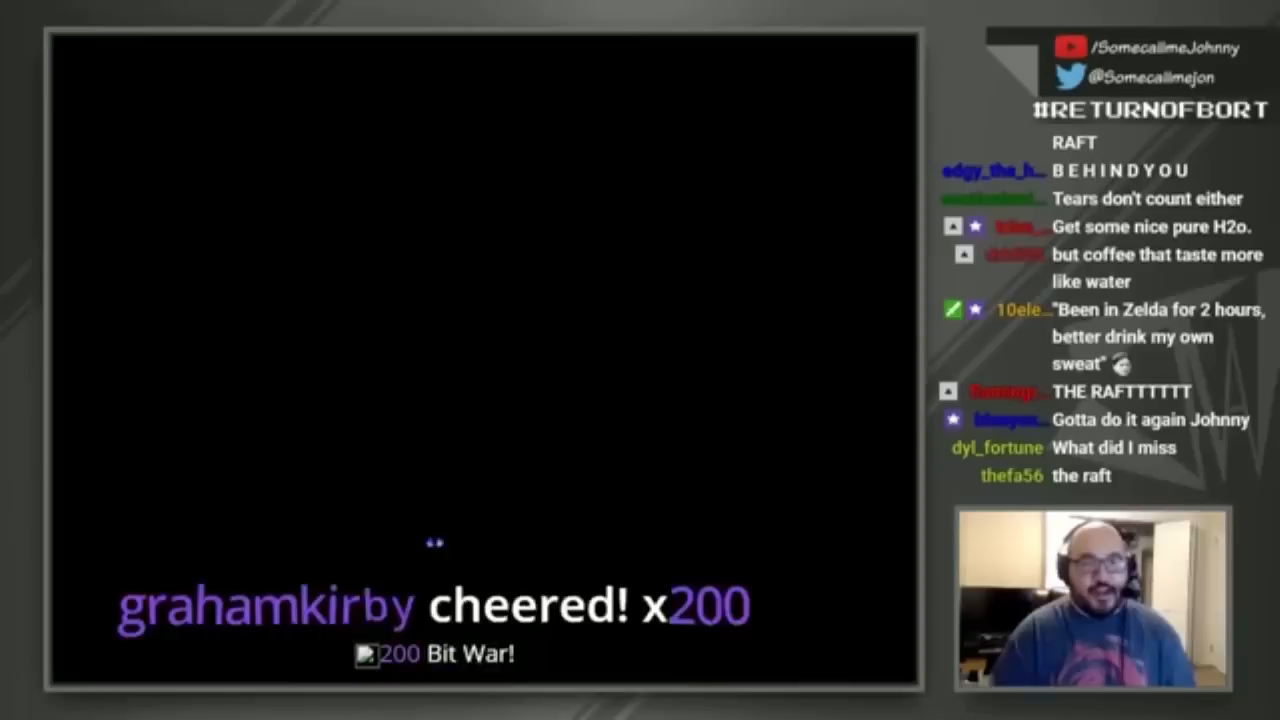 /SomecallmeJohnny
@Somecallmejon
#RETURNOFBORT
RAFT
edgy_the_h... B E H I N D Y O U
Tears don't count either
Get some nice pure H2o.
but coffee that taste more
like water
10ele... "Been in Zelda for 2 hours,
better drink my own
sweat"
THE RAFTTTTTT
Gotta do it again Johnny
dyl_fortune What did I miss
thefa56 the raft
grahamkirby cheered! x200
200 Bit War!